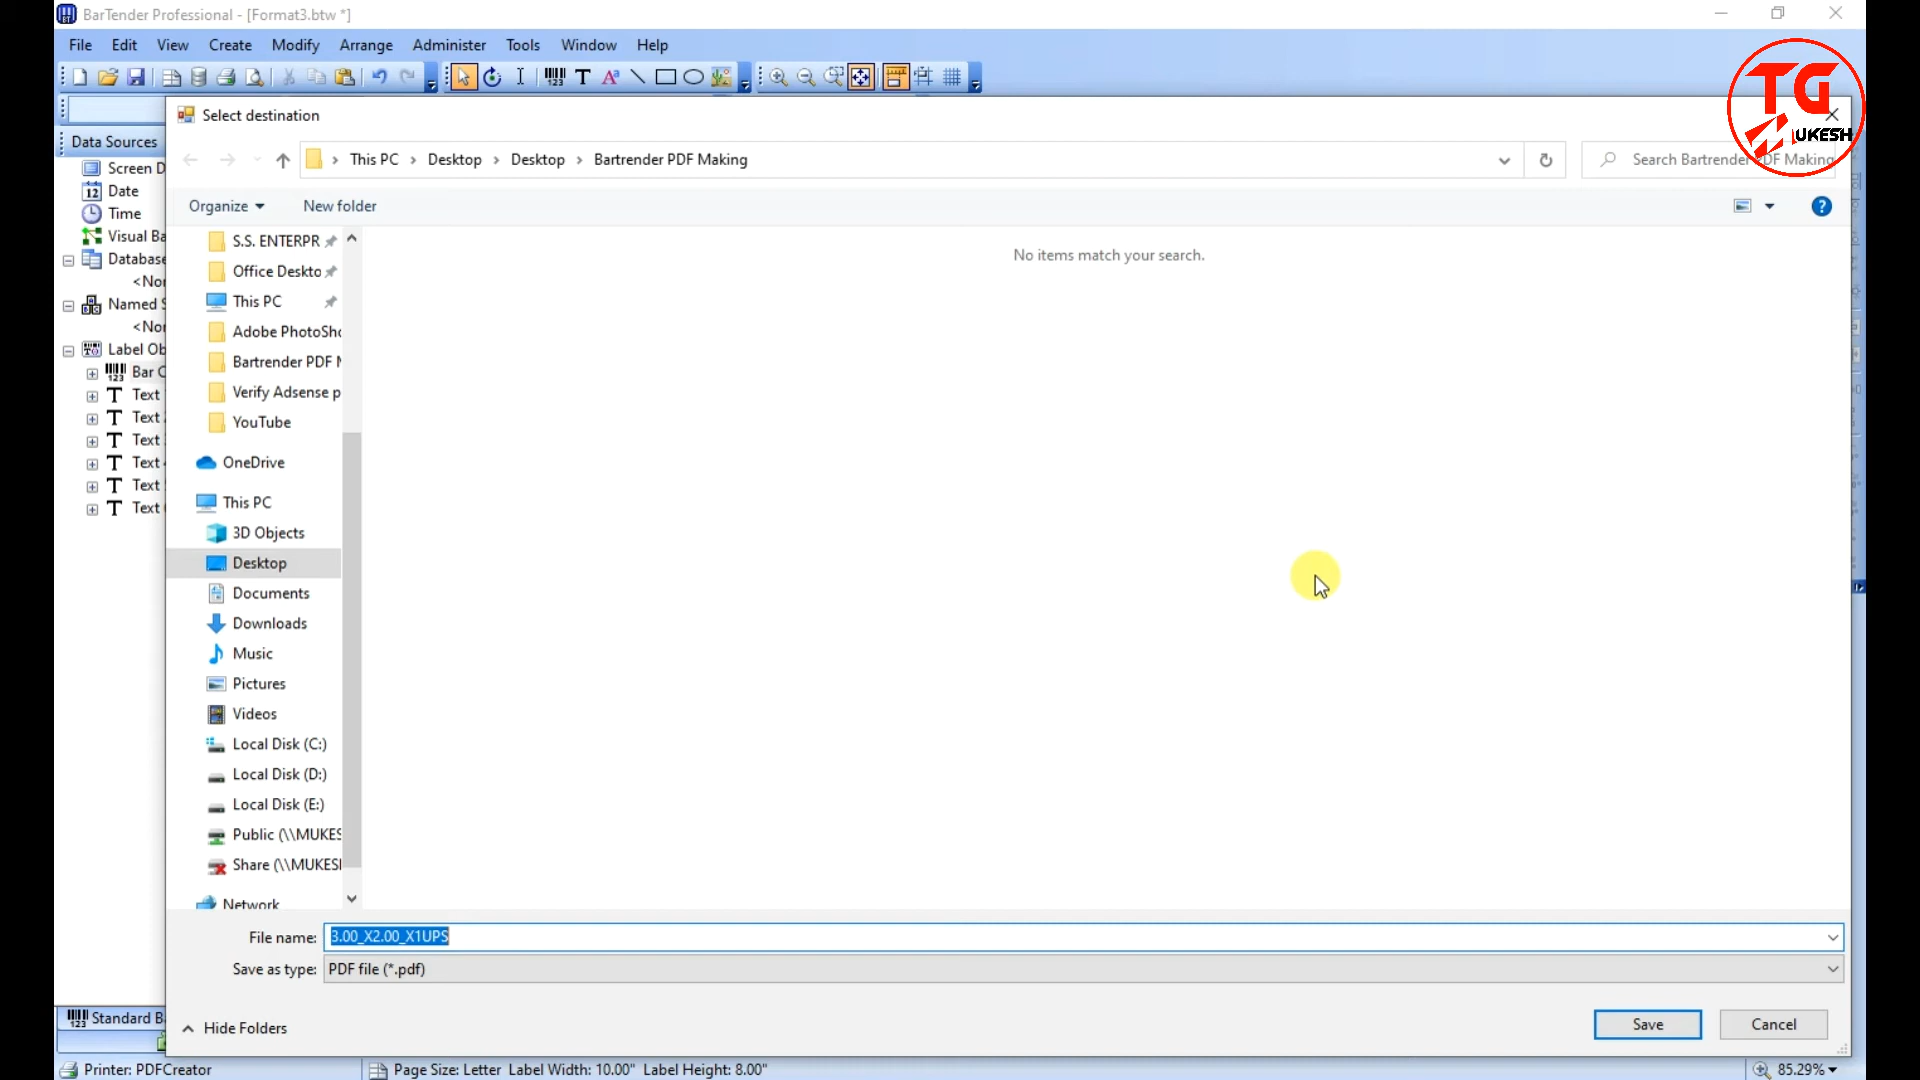 BarTender Professional - [Format3.btw *]
File Edit View Create Modify Arrange Administer Tools Window Help
TG
MUKESH
Select destination
This PC > Desktop > Desktop > Bartrender PDF Making
Search Bartrender PDF Making
Organize New folder
Data Sources
Screen D
Date
Time
Visual Ba
Database
<Nor
Named S
<Nor
Label Ob
Bar C
Text
Text
Text
Text
Text
Text
S.S. ENTERPR
Office Deskto
This PC
Adobe PhotoSho
Bartrender PDF M
Verify Adsense p
YouTube
OneDrive
This PC
3D Objects
Desktop
Documents
Downloads
Music
Pictures
Videos
Local Disk (C:)
Local Disk (D:)
Local Disk (E:)
Public (\\MUKES
Share (\\MUKESH
Network
No items match your search.
File name: 3.00_X2.00_X1UPS
Save as type: PDF file (*.pdf)
Hide Folders
Save Cancel
Standard Ba
Printer: PDFCreator
Page Size: Letter Label Width: 10.00" Label Height: 8.00"
85.29%